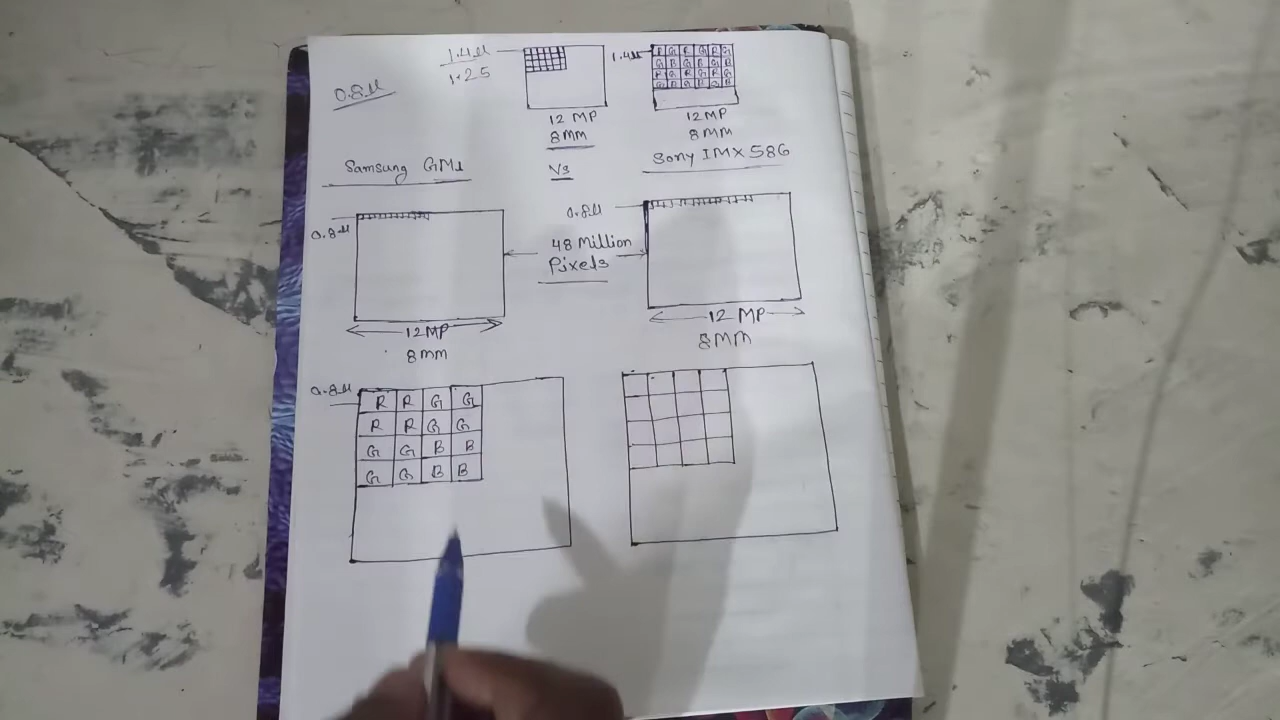 0.8μ
1.4μ
1.25
12 MP
8MM
1.4μ
R G R G R G
G B G B G B
R G R G R G
G B G B G B
12 MP
8MM
Samsung GM1
VS
Sony IMX 586
0.8μ
12 MP
8MM
48 Million
Pixels
0.8μ
12 MP
8MM
0.8μ
R R G G
R R G G
G G B B
G G B B